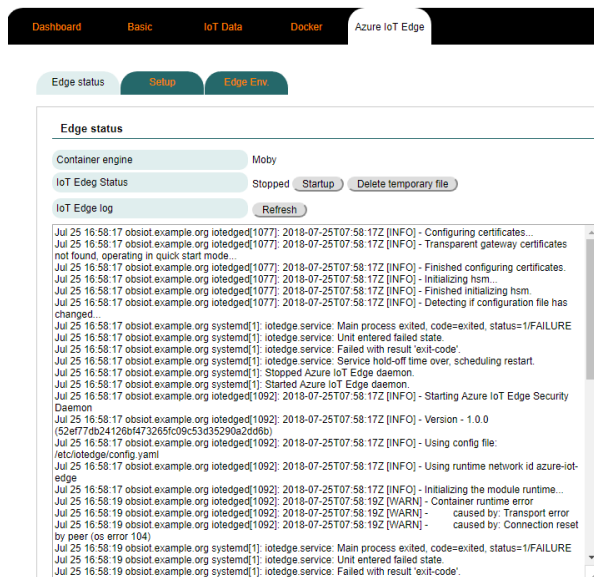 Dashboard Basic IoT Data Docker Azure IoT Edge
Edge status Setup Edge Env.
Edge status
Container engine Moby
IoT Edeg Status Stopped Startup Delete temporary file
IoT Edge log Refresh
Jul 25 16:58:17 obsiot.example.org iotedged[1077]: 2018-07-25T07:58:17Z [INFO] - Configuring certificates...
Jul 25 16:58:17 obsiot.example.org iotedged[1077]: 2018-07-25T07:58:17Z [INFO] - Transparent gateway certificates
not found, operating in quick start mode...
Jul 25 16:58:17 obsiot.example.org iotedged[1077]: 2018-07-25T07:58:17Z [INFO] - Finished configuring certificates.
Jul 25 16:58:17 obsiot.example.org iotedged[1077]: 2018-07-25T07:58:17Z [INFO] - Initializing hsm...
Jul 25 16:58:17 obsiot.example.org iotedged[1077]: 2018-07-25T07:58:17Z [INFO] - Finished initializing hsm.
Jul 25 16:58:17 obsiot.example.org iotedged[1077]: 2018-07-25T07:58:17Z [INFO] - Detecting if configuration file has
changed...
Jul 25 16:58:17 obsiot.example.org systemd[1]: iotedge.service: Main process exited, code=exited, status=1/FAILURE
Jul 25 16:58:17 obsiot.example.org systemd[1]: iotedge.service: Unit entered failed state.
Jul 25 16:58:17 obsiot.example.org systemd[1]: iotedge.service: Failed with result 'exit-code'.
Jul 25 16:58:17 obsiot.example.org systemd[1]: iotedge.service: Service hold-off time over, scheduling restart.
Jul 25 16:58:17 obsiot.example.org systemd[1]: Stopped Azure IoT Edge daemon.
Jul 25 16:58:17 obsiot.example.org systemd[1]: Started Azure IoT Edge daemon.
Jul 25 16:58:17 obsiot.example.org iotedged[1092]: 2018-07-25T07:58:17Z [INFO] - Starting Azure IoT Edge Security
Daemon
Jul 25 16:58:17 obsiot.example.org iotedged[1092]: 2018-07-25T07:58:17Z [INFO] - Version - 1.0.0
(52ef77db24126bf473265fc09c53d35290a2dd6b)
Jul 25 16:58:17 obsiot.example.org iotedged[1092]: 2018-07-25T07:58:17Z [INFO] - Using config file:
/etc/iotedge/config.yaml
Jul 25 16:58:17 obsiot.example.org iotedged[1092]: 2018-07-25T07:58:17Z [INFO] - Using runtime network id azure-iot-
edge
Jul 25 16:58:17 obsiot.example.org iotedged[1092]: 2018-07-25T07:58:17Z [INFO] - Initializing the module runtime...
Jul 25 16:58:19 obsiot.example.org iotedged[1092]: 2018-07-25T07:58:19Z [WARN] - Container runtime error
Jul 25 16:58:19 obsiot.example.org iotedged[1092]: 2018-07-25T07:58:19Z [WARN] - caused by: Transport error
Jul 25 16:58:19 obsiot.example.org iotedged[1092]: 2018-07-25T07:58:19Z [WARN] - caused by: Connection reset
by peer (os error 104)
Jul 25 16:58:19 obsiot.example.org systemd[1]: iotedge.service: Main process exited, code=exited, status=1/FAILURE
Jul 25 16:58:19 obsiot.example.org systemd[1]: iotedge.service: Unit entered failed state.
Jul 25 16:58:19 obsiot.example.org systemd[1]: iotedge.service: Failed with result 'exit-code'.